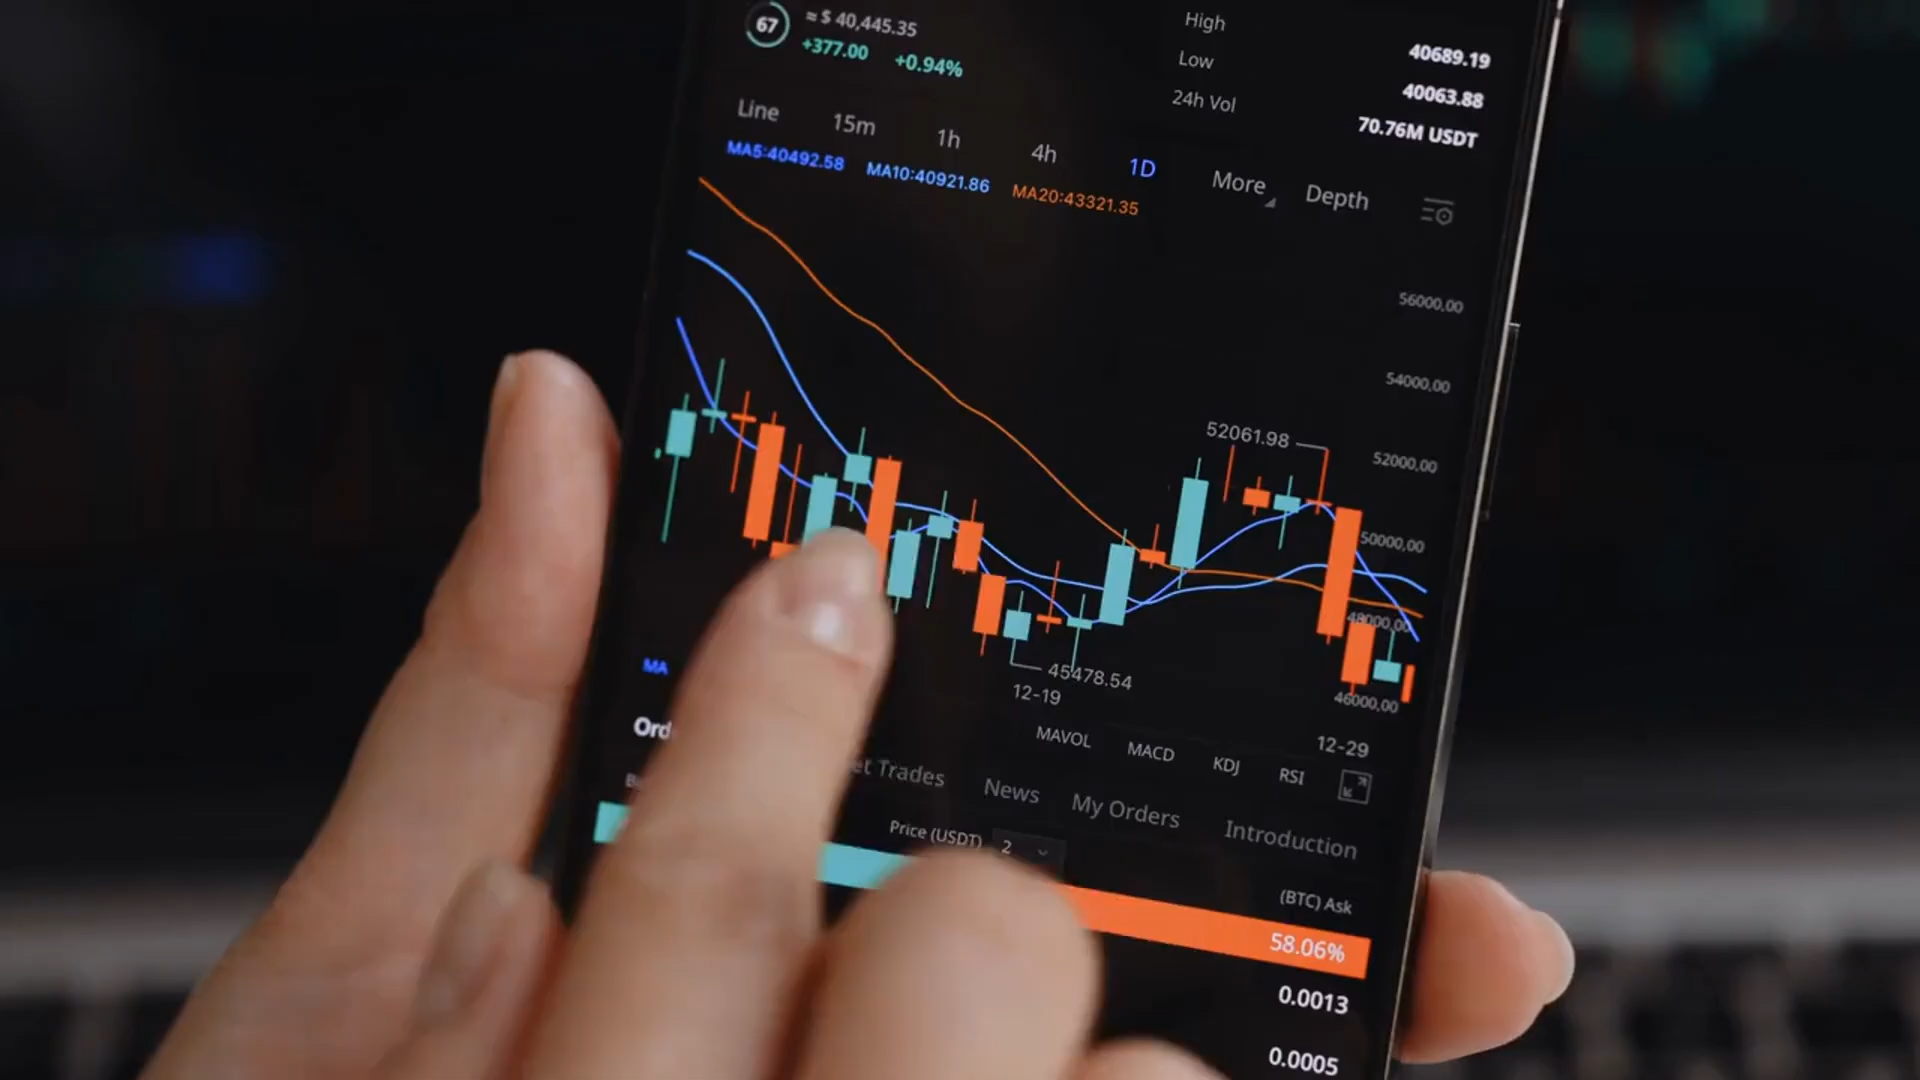 67
≈ $ 40,445.35
+377.00 +0.94%
High 40689.19
Low 40063.88
24h Vol 70.76M USDT
Line 15m 1h 4h 1D More Depth
MA5:40492.58 MA10:40921.86 MA20:43321.35
56000.00
54000.00
52061.98
52000.00
50000.00
48000.00
45478.54
46000.00
12-19
12-29
MA MAVOL MACD KDJ RSI
Trades News My Orders Introduction
Price (USDT) 2
(BTC) Ask
58.06%
0.0013
0.0005